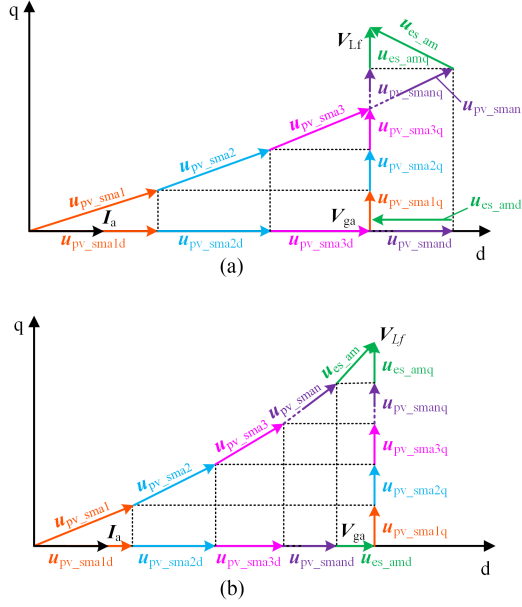 q
V_Lf
u_es_am
u_es_amq
u_pv_smanq
u_pv_sman
u_pv_sma3
u_pv_sma3q
u_pv_sma2
u_pv_sma2q
u_pv_sma1
u_pv_sma1q
u_es_amd
I_a
V_ga
u_pv_sma1d
u_pv_sma2d
u_pv_sma3d
u_pv_smand
d
(a)
q
V_Lf
u_es_am
u_es_amq
u_pv_sman
u_pv_smanq
u_pv_sma3
u_pv_sma3q
u_pv_sma2
u_pv_sma2q
u_pv_sma1
u_pv_sma1q
I_a
V_ga
u_pv_sma1d
u_pv_sma2d
u_pv_sma3d
u_pv_smand
u_es_amd
d
(b)